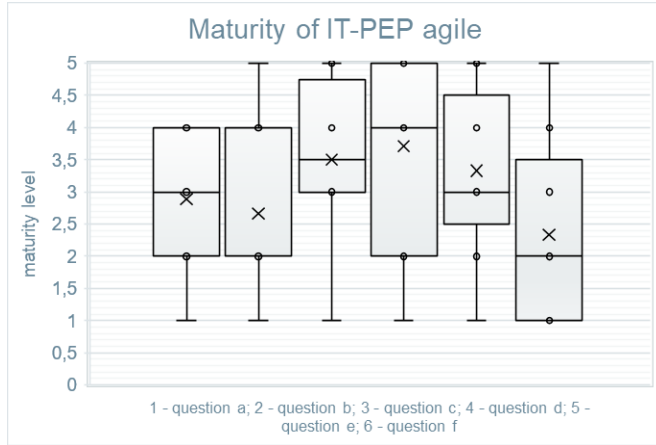 Maturity of IT-PEP agile
maturity level
5
4,5
4
3,5
3
2,5
2
1,5
1
0,5
0
1 - question a; 2 - question b; 3 - question c; 4 - question d; 5 -
question e; 6 - question f